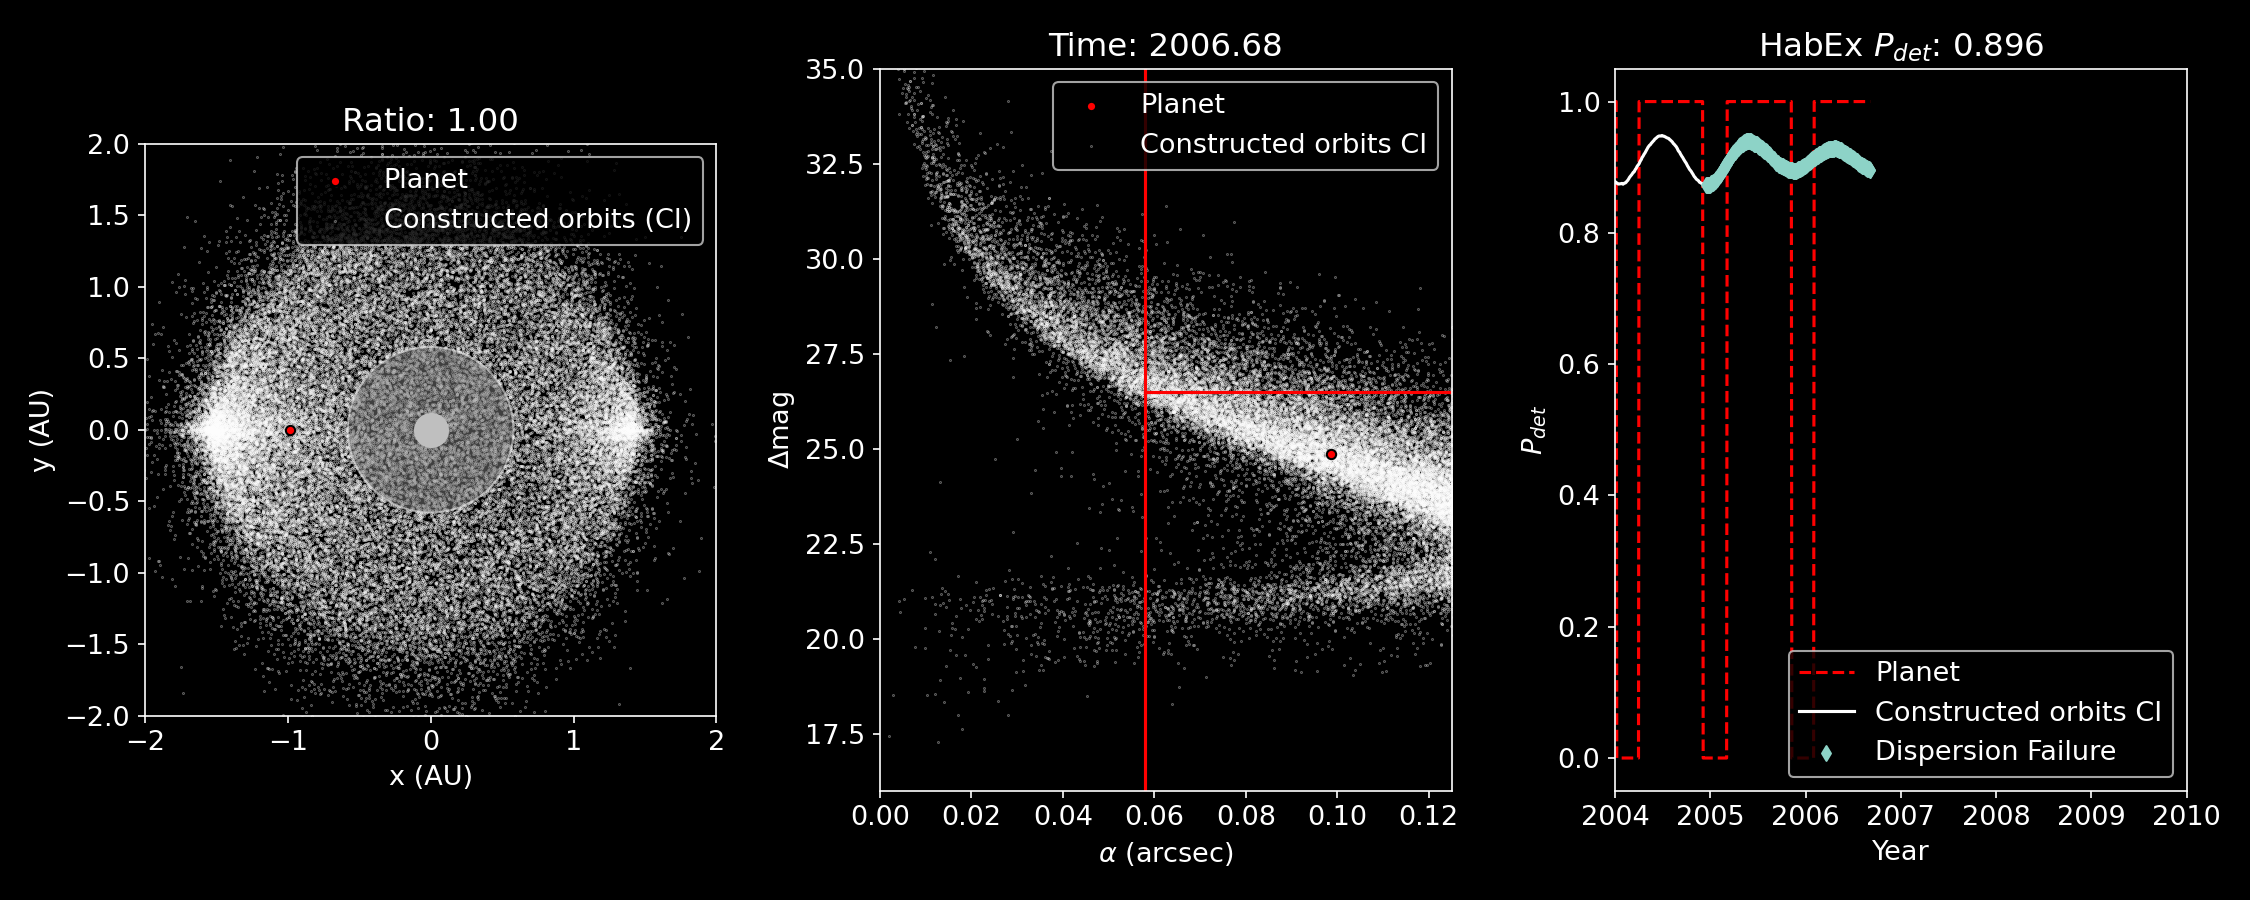 Ratio: 1.00
Planet
Constructed orbits (CI)
2.0
1.5
1.0
0.5
0.0
−0.5
−1.0
−1.5
−2.0
y (AU)
−2 −1 0 1 2
x (AU)
Time: 2006.68
Planet
Constructed orbits CI
35.0
32.5
30.0
27.5
25.0
22.5
20.0
17.5
Δmag
0.00 0.02 0.04 0.06 0.08 0.10 0.12
α (arcsec)
HabEx Pdet: 0.896
1.0
0.8
0.6
0.4
0.2
0.0
Pdet
Planet
Constructed orbits CI
Dispersion Failure
2004 2005 2006 2007 2008 2009 2010
Year